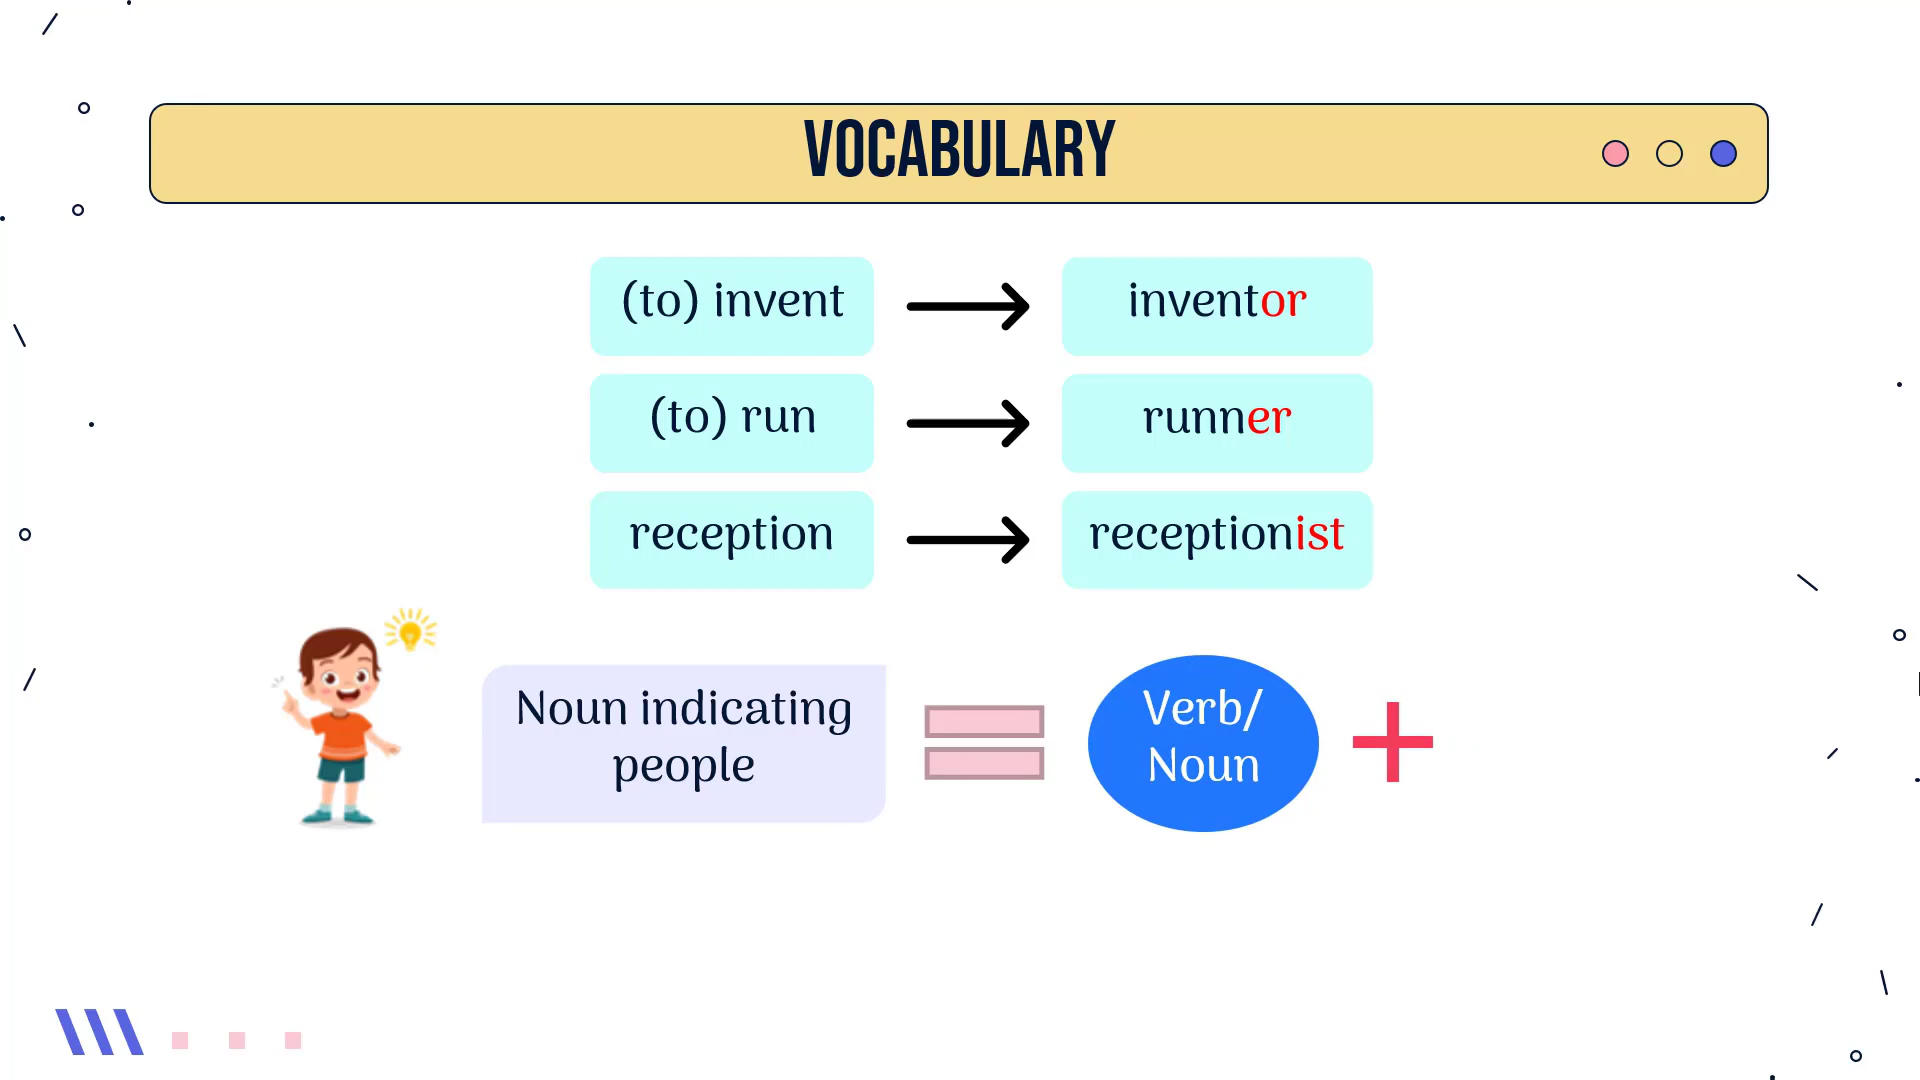 VOCABULARY
(to) invent
inventor
(to) run
runner
reception
receptionist
Noun indicating
people
Verb/
Noun